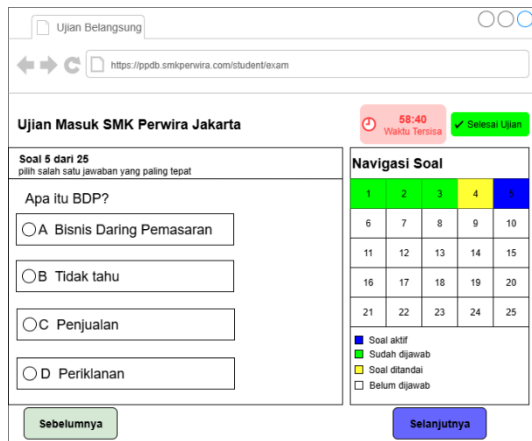 Ujian Belangsung
https://ppdb.smkperwira.com/student/exam
Ujian Masuk SMK Perwira Jakarta
58:40
Waktu Tersisa
✔ Selesai Ujian
Soal 5 dari 25
pilih salah satu jawaban yang paling tepat
Apa itu BDP?
A Bisnis Daring Pemasaran
B Tidak tahu
C Penjualan
D Periklanan
Sebelumnya
Navigasi Soal
1 2 3 4 5
6 7 8 9 10
11 12 13 14 15
16 17 18 19 20
21 22 23 24 25
Soal aktif
Sudah dijawab
Soal ditandai
Belum dijawab
Selanjutnya